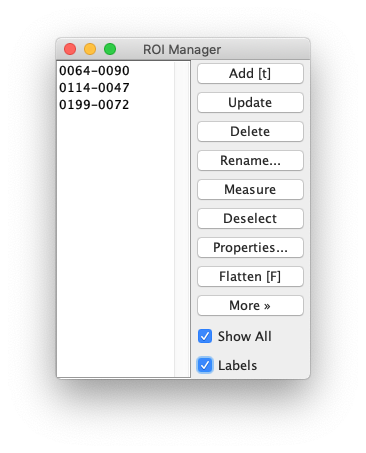 ROI Manager
0064-0090
0114-0047
0199-0072
Add [t]
Update
Delete
Rename...
Measure
Deselect
Properties...
Flatten [F]
More »
Show All
Labels